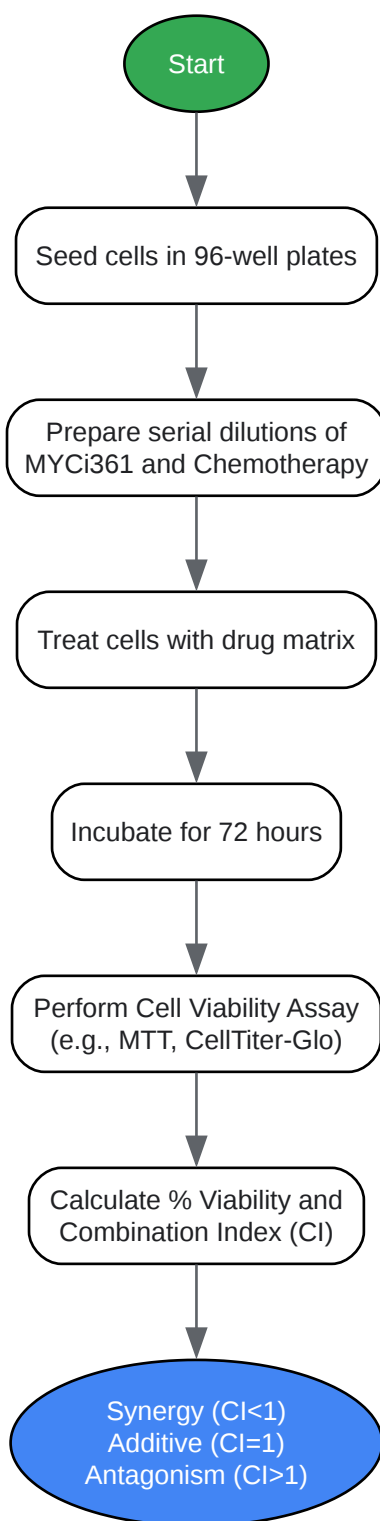 Start
Seed cells in 96-well plates
Prepare serial dilutions of
MYCi361 and Chemotherapy
Treat cells with drug matrix
Incubate for 72 hours
Perform Cell Viability Assay
(e.g., MTT, CellTiter-Glo)
Calculate % Viability and
Combination Index (CI)
Synergy (CI<1)
Additive (CI=1)
Antagonism (CI>1)